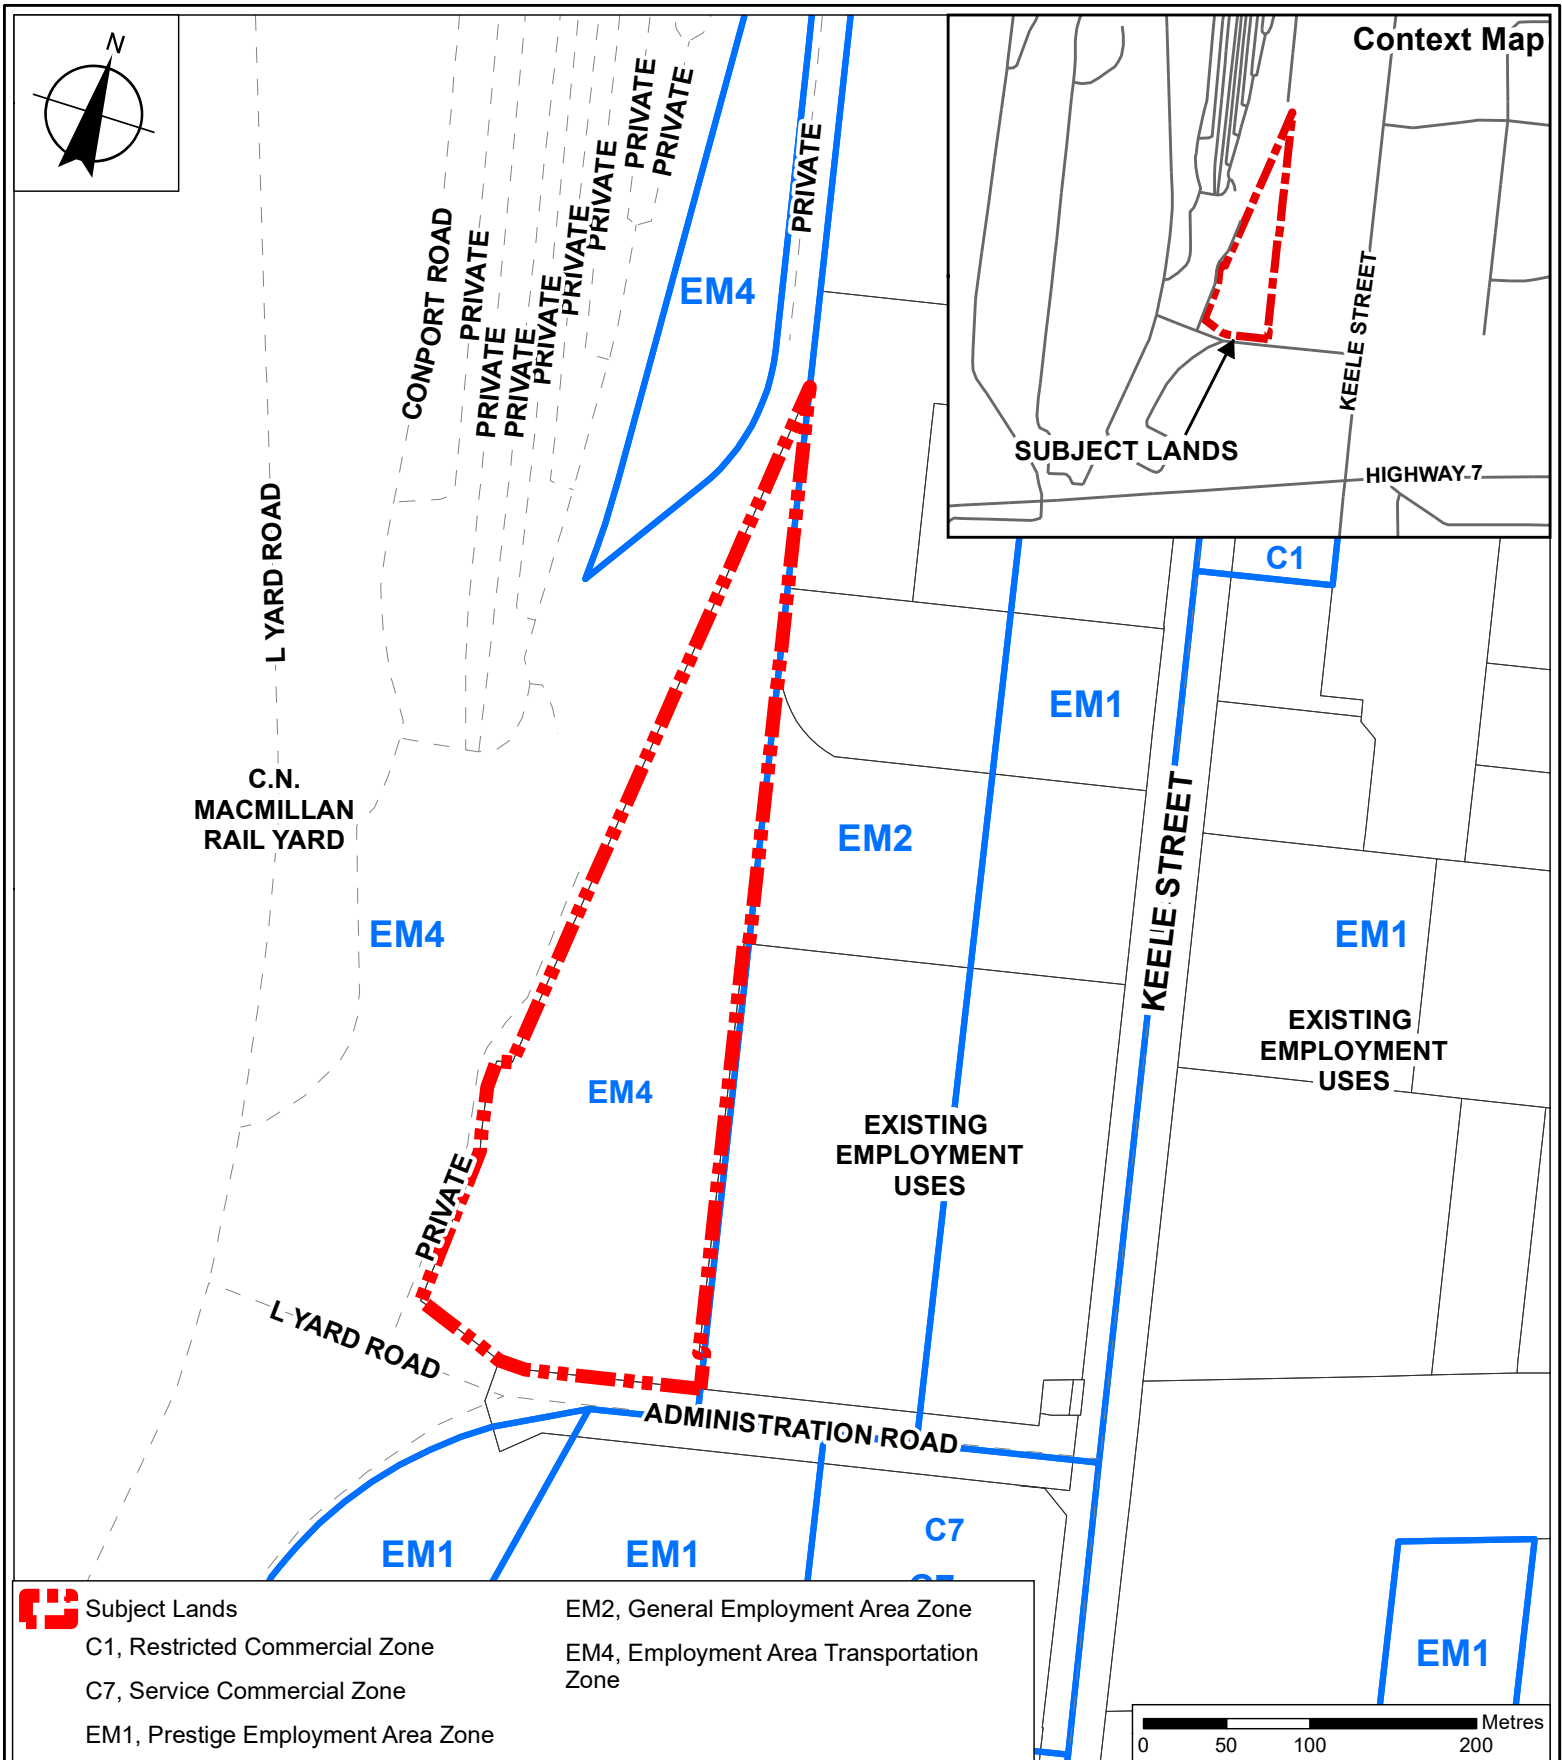 N
Context Map
KEELE STREET
SUBJECT LANDS
HIGHWAY 7
PRIVATE
PRIVATE
PRIVATE
PRIVATE
PRIVATE
PRIVATE
PRIVATE
PRIVATE
PRIVATE
CONPORT ROAD
EM4
L YARD ROAD
C1
EM1
C.N.
MACMILLAN
RAIL YARD
EM2
KEELE STREET
EM4
EM1
EXISTING
EMPLOYMENT
USES
EM4
EXISTING
EMPLOYMENT
USES
PRIVATE
L YARD ROAD
ADMINISTRATION ROAD
C7
EM1
EM1
C7
EM1
Subject Lands
C1, Restricted Commercial Zone
C7, Service Commercial Zone
EM1, Prestige Employment Area Zone
EM2, General Employment Area Zone
EM4, Employment Area Transportation
Zone
Metres
0 50 100 200